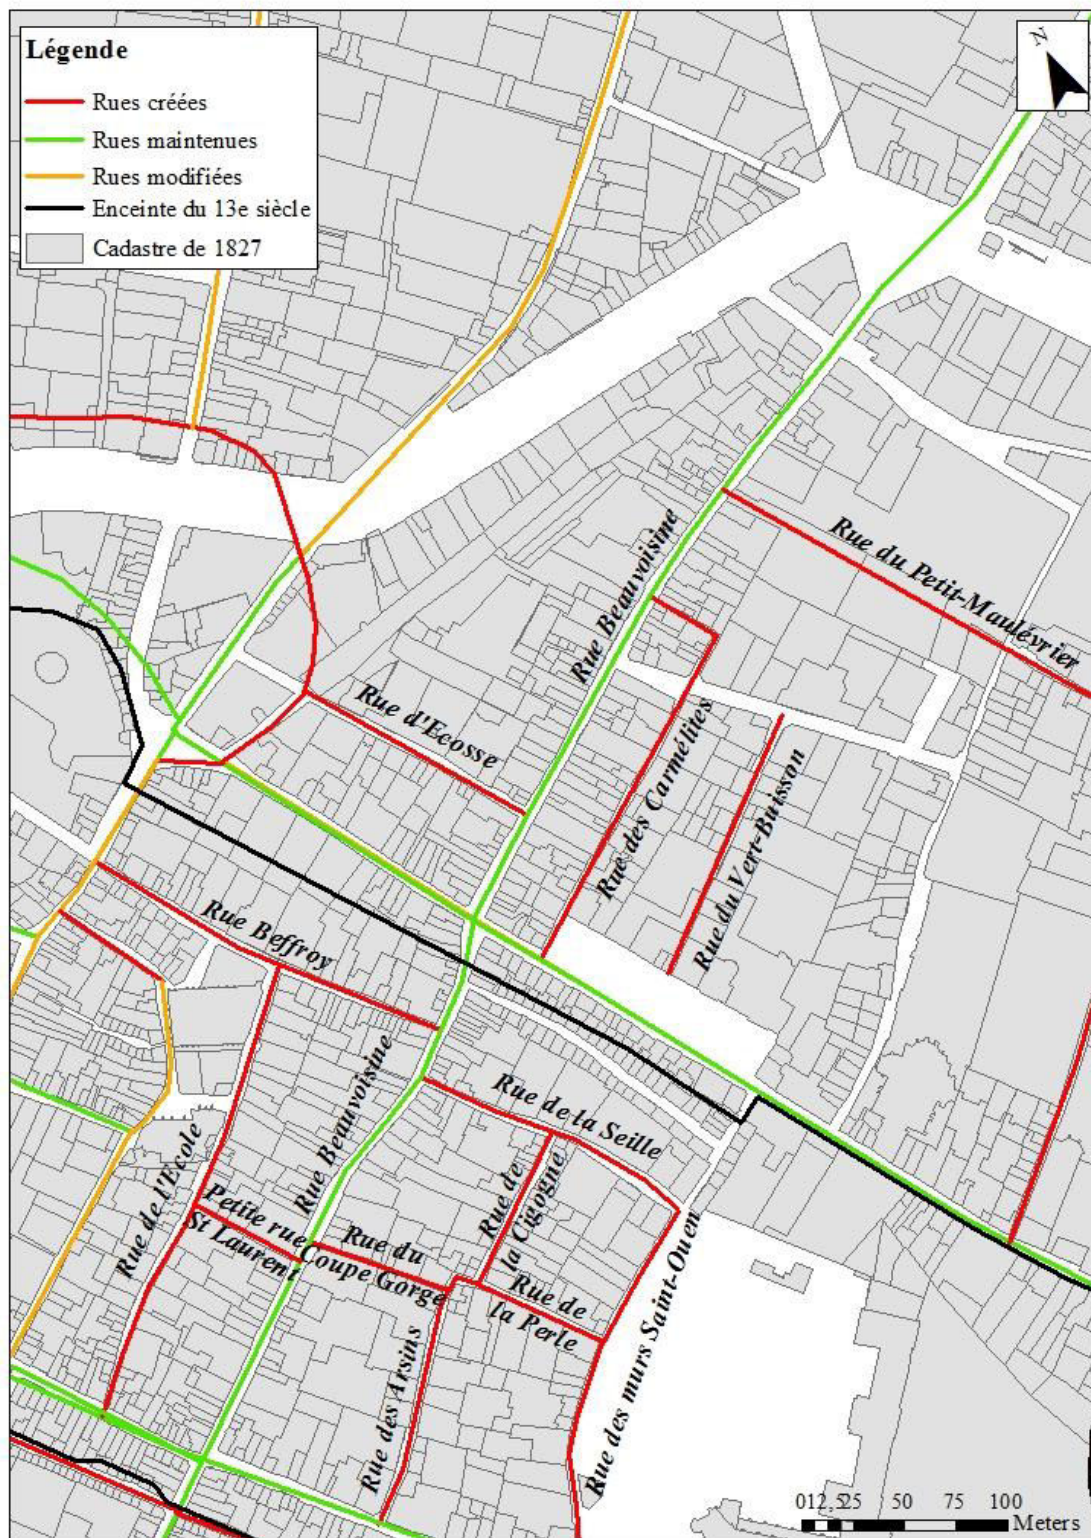 Légende
Rues créées
Rues maintenues
Rues modifiées
Enceinte du 13e siècle
Cadastre de 1827
N
Rue du Petit-Maulévrier
Rue Beauvoisine
Rue d'Ecosse
Rue des Carmélites
Rue du Vert-Buisson
Rue Beffroy
Rue Beauvoisine
Rue de la Seille
Rue de l'Ecole
Petite rue
St Laurent
Rue du
Coupe Gorge
Rue de
la Cigogne
Rue de
la Perle
Rue des Arsins
Rue des murs Saint-Ouen
0 12,5 25 50 75 100
Meters